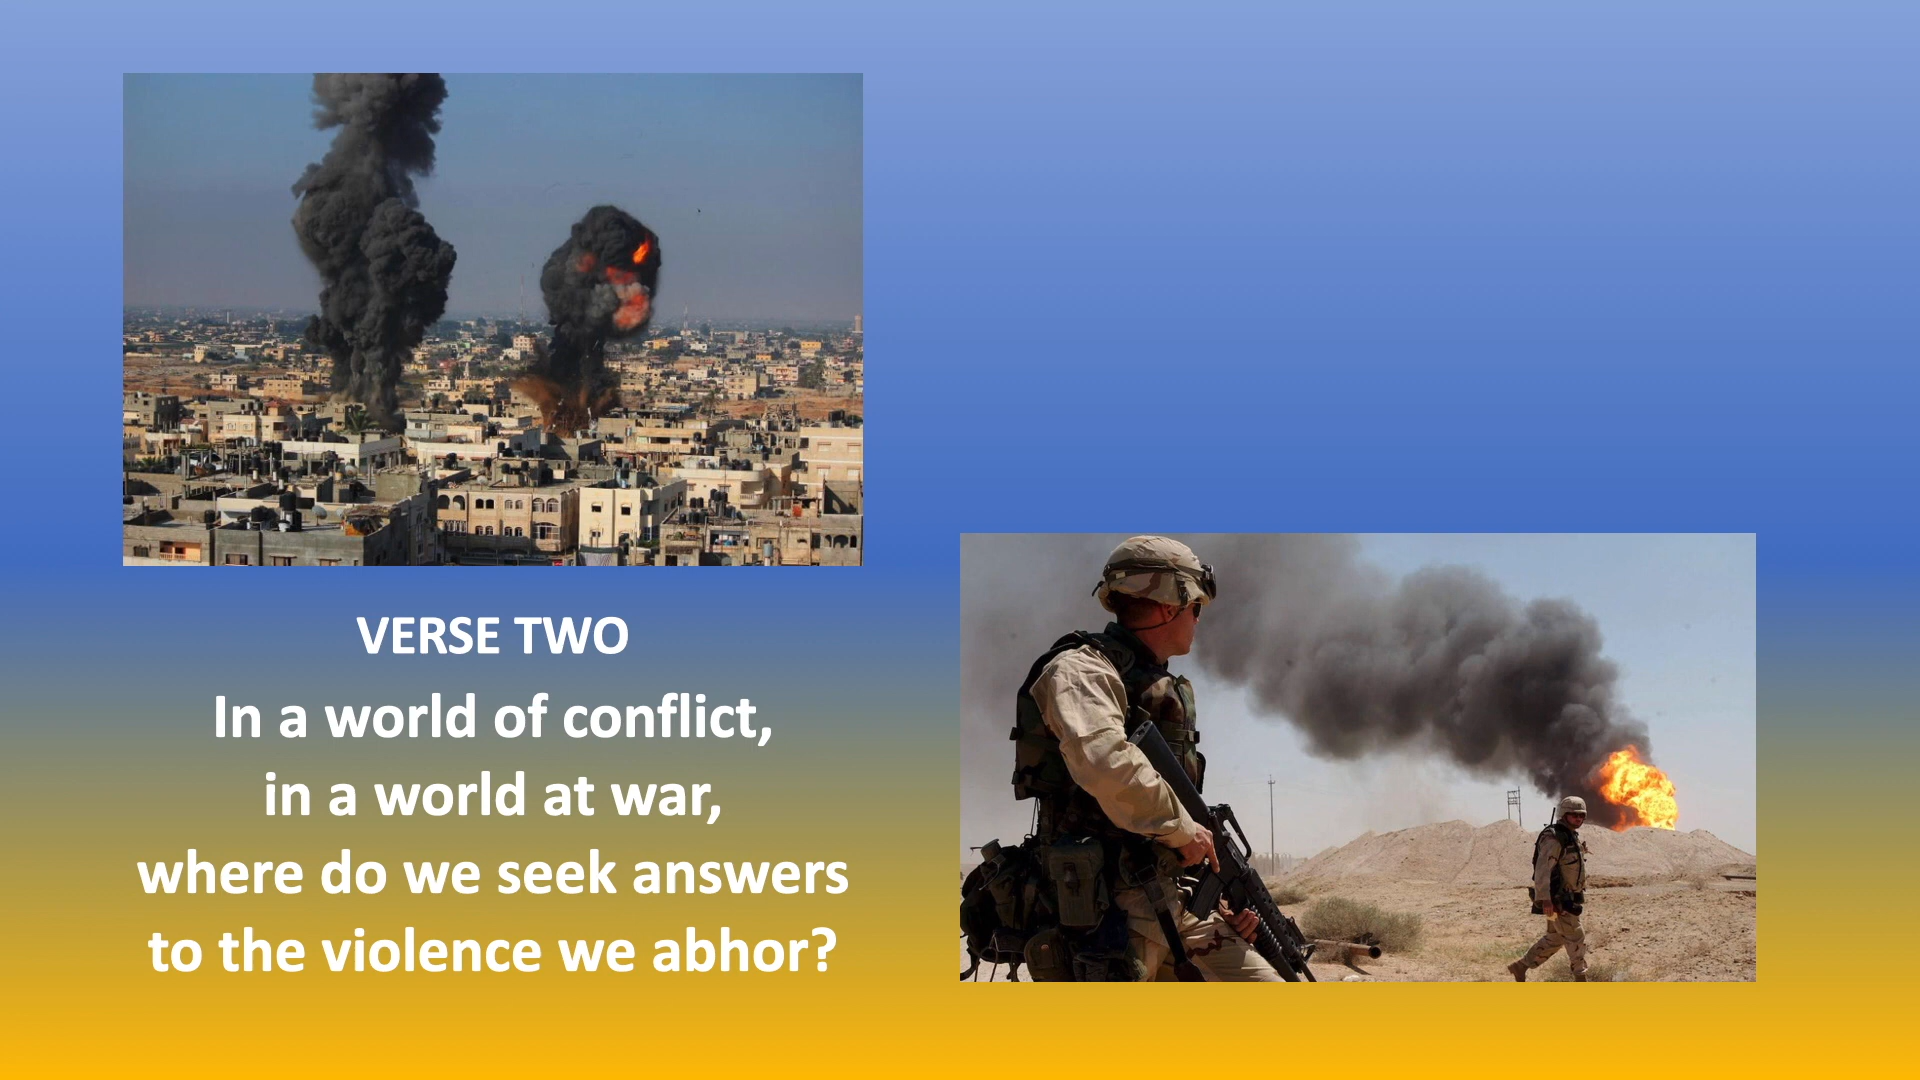 VERSE TWO
In a world of conflict,
in a world at war,
where do we seek answers
to the violence we abhor?